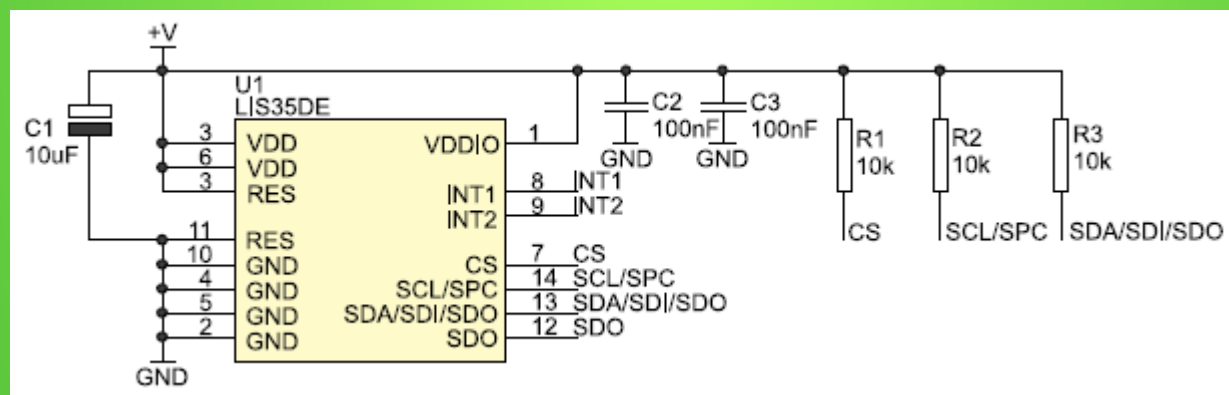 +V
U1
LIS35DE
C1
10uF
3 VDD
6 VDD
3 RES
11 RES
10 GND
4 GND
5 GND
2 GND
GND
VDDIO 1
INT1 8 INT1
INT2 9 INT2
CS 7 CS
SCL/SPC 14 SCL/SPC
SDA/SDI/SDO 13 SDA/SDI/SDO
SDO 12 SDO
C2
100nF
GND
C3
100nF
GND
R1
10k
CS
R2
10k
SCL/SPC
R3
10k
SDA/SDI/SDO